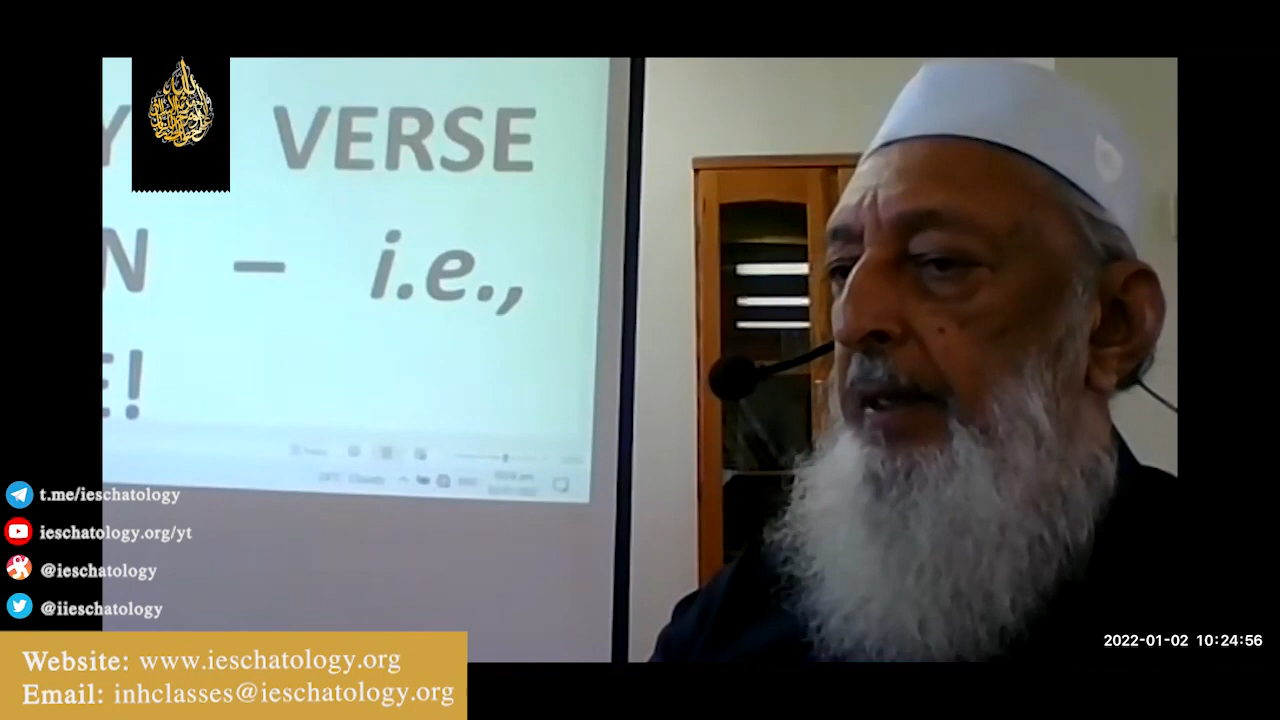 Y VERSE
N – i.e.,
E!
t.me/ieschatology
ieschatology.org/yt
@ieschatology
@iieschatology
2022-01-02 10:24:56
Website: www.ieschatology.org
Email: inhclasses@ieschatology.org